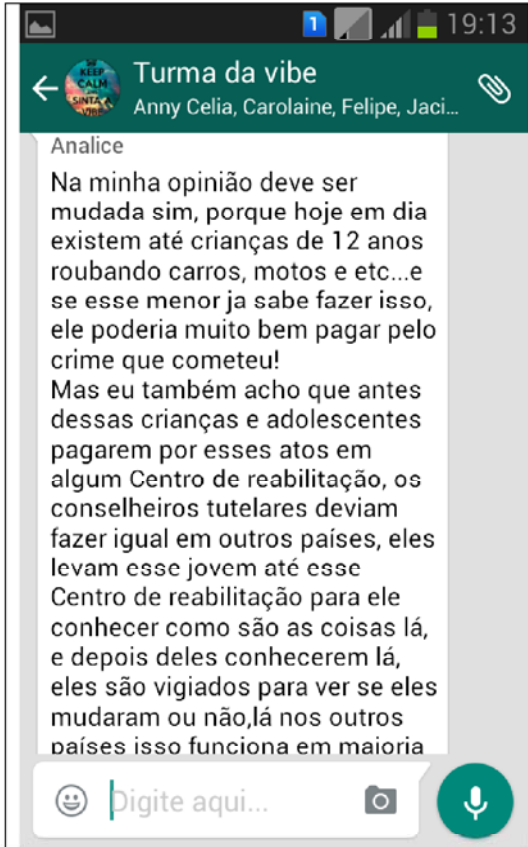 1 19:13
KEEP
CALM
SINTA A
VIBE
Turma da vibe
Anny Celia, Carolaine, Felipe, Jaci...
Analice
Na minha opinião deve ser
mudada sim, porque hoje em dia
existem até crianças de 12 anos
roubando carros, motos e etc...e
se esse menor ja sabe fazer isso,
ele poderia muito bem pagar pelo
crime que cometeu!
Mas eu também acho que antes
dessas crianças e adolescentes
pagarem por esses atos em
algum Centro de reabilitação, os
conselheiros tutelares deviam
fazer igual em outros países, eles
levam esse jovem até esse
Centro de reabilitação para ele
conhecer como são as coisas lá,
e depois deles conhecerem lá,
eles são vigiados para ver se eles
mudaram ou não,lá nos outros
países isso funciona em maioria
Digite aqui...